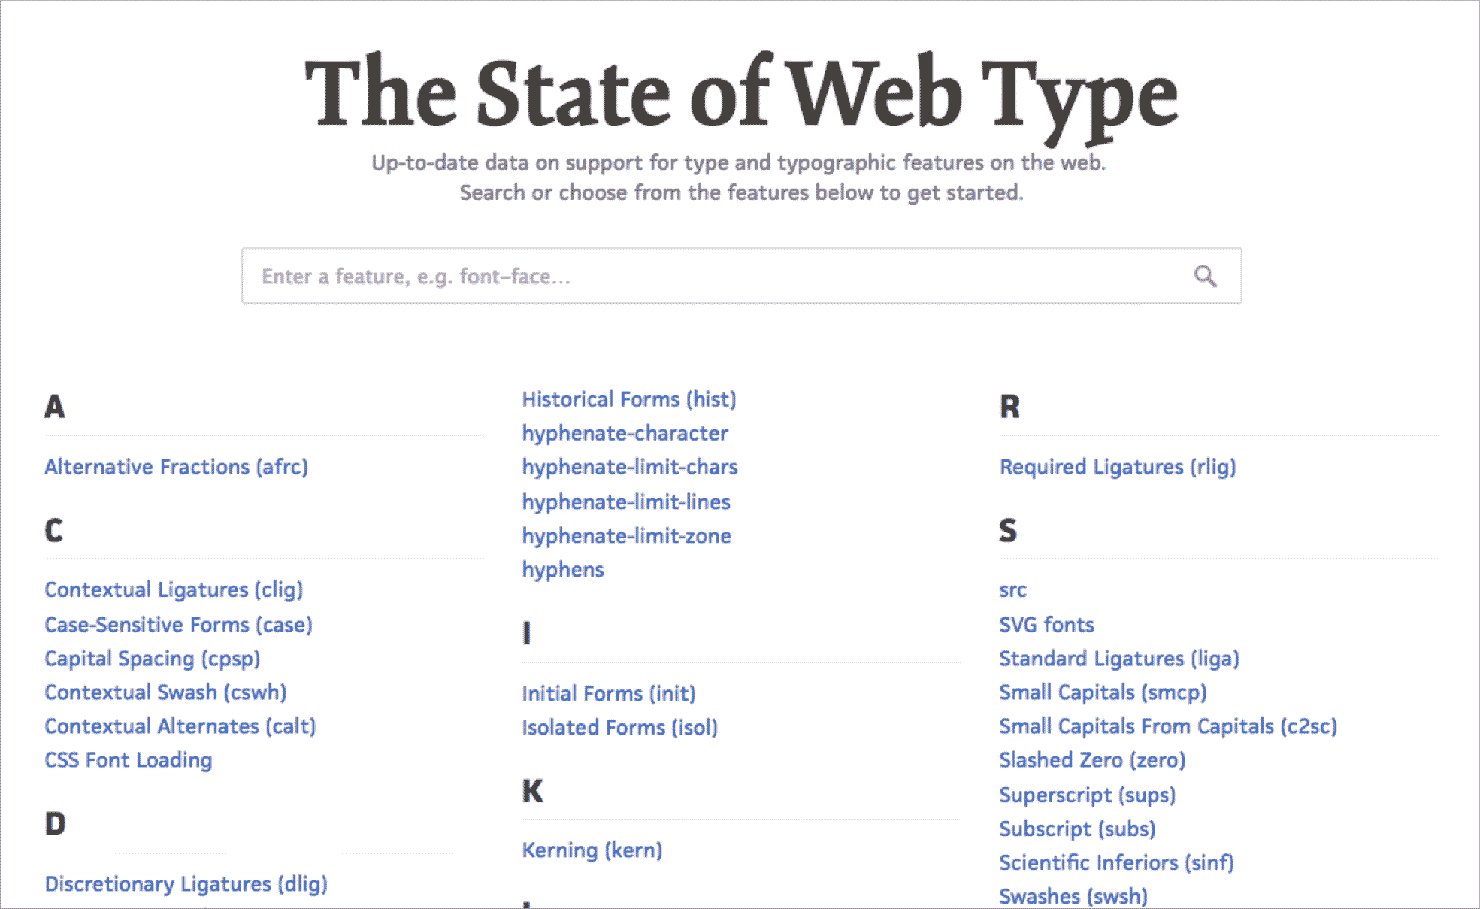 The State of Web Type
Up-to-date data on support for type and typographic features on the web.
Search or choose from the features below to get started.
Enter a feature, e.g. font-face...
A
Alternative Fractions (afrc)
C
Contextual Ligatures (clig)
Case-Sensitive Forms (case)
Capital Spacing (cpsp)
Contextual Swash (cswh)
Contextual Alternates (calt)
CSS Font Loading
D
Discretionary Ligatures (dlig)
Historical Forms (hist)
hyphenate-character
hyphenate-limit-chars
hyphenate-limit-lines
hyphenate-limit-zone
hyphens
I
Initial Forms (init)
Isolated Forms (isol)
K
Kerning (kern)
R
Required Ligatures (rlig)
S
src
SVG fonts
Standard Ligatures (liga)
Small Capitals (smcp)
Small Capitals From Capitals (c2sc)
Slashed Zero (zero)
Superscript (sups)
Subscript (subs)
Scientific Inferiors (sinf)
Swashes (swsh)